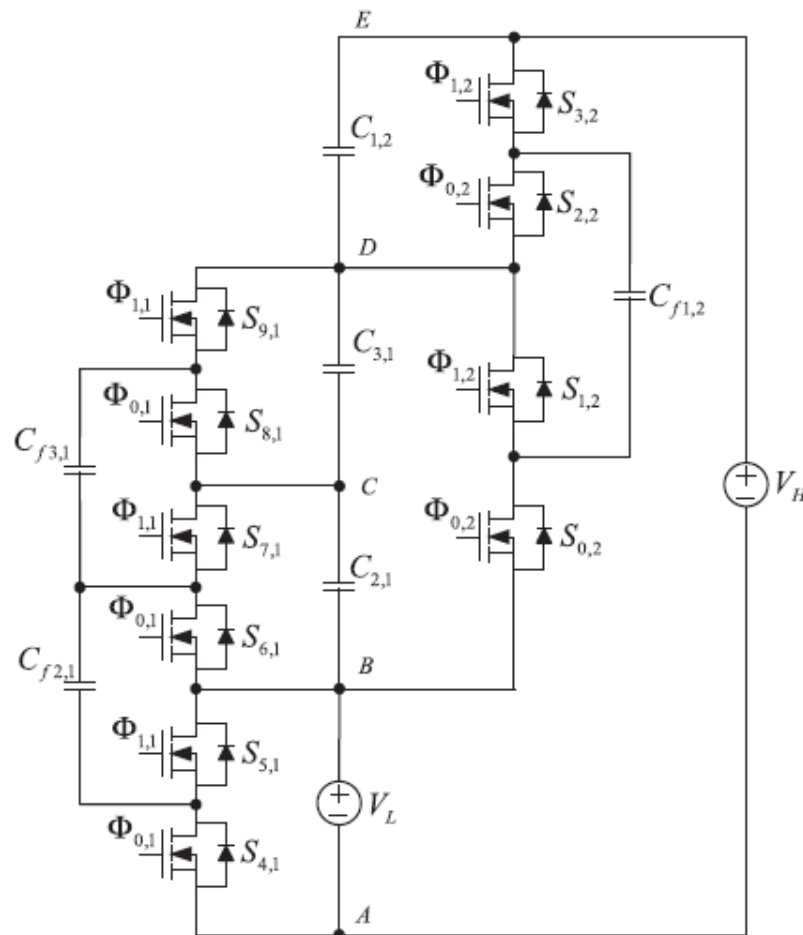 E
Φ1,2
S3,2
C1,2
Φ0,2
S2,2
D
Cf1,2
Φ1,1
S9,1
C3,1
Φ1,2
S1,2
Φ0,1
S8,1
Cf3,1
C
VH
Φ1,1
S7,1
Φ0,2
S0,2
C2,1
Φ0,1
S6,1
Cf2,1
B
Φ1,1
S5,1
VL
Φ0,1
S4,1
A